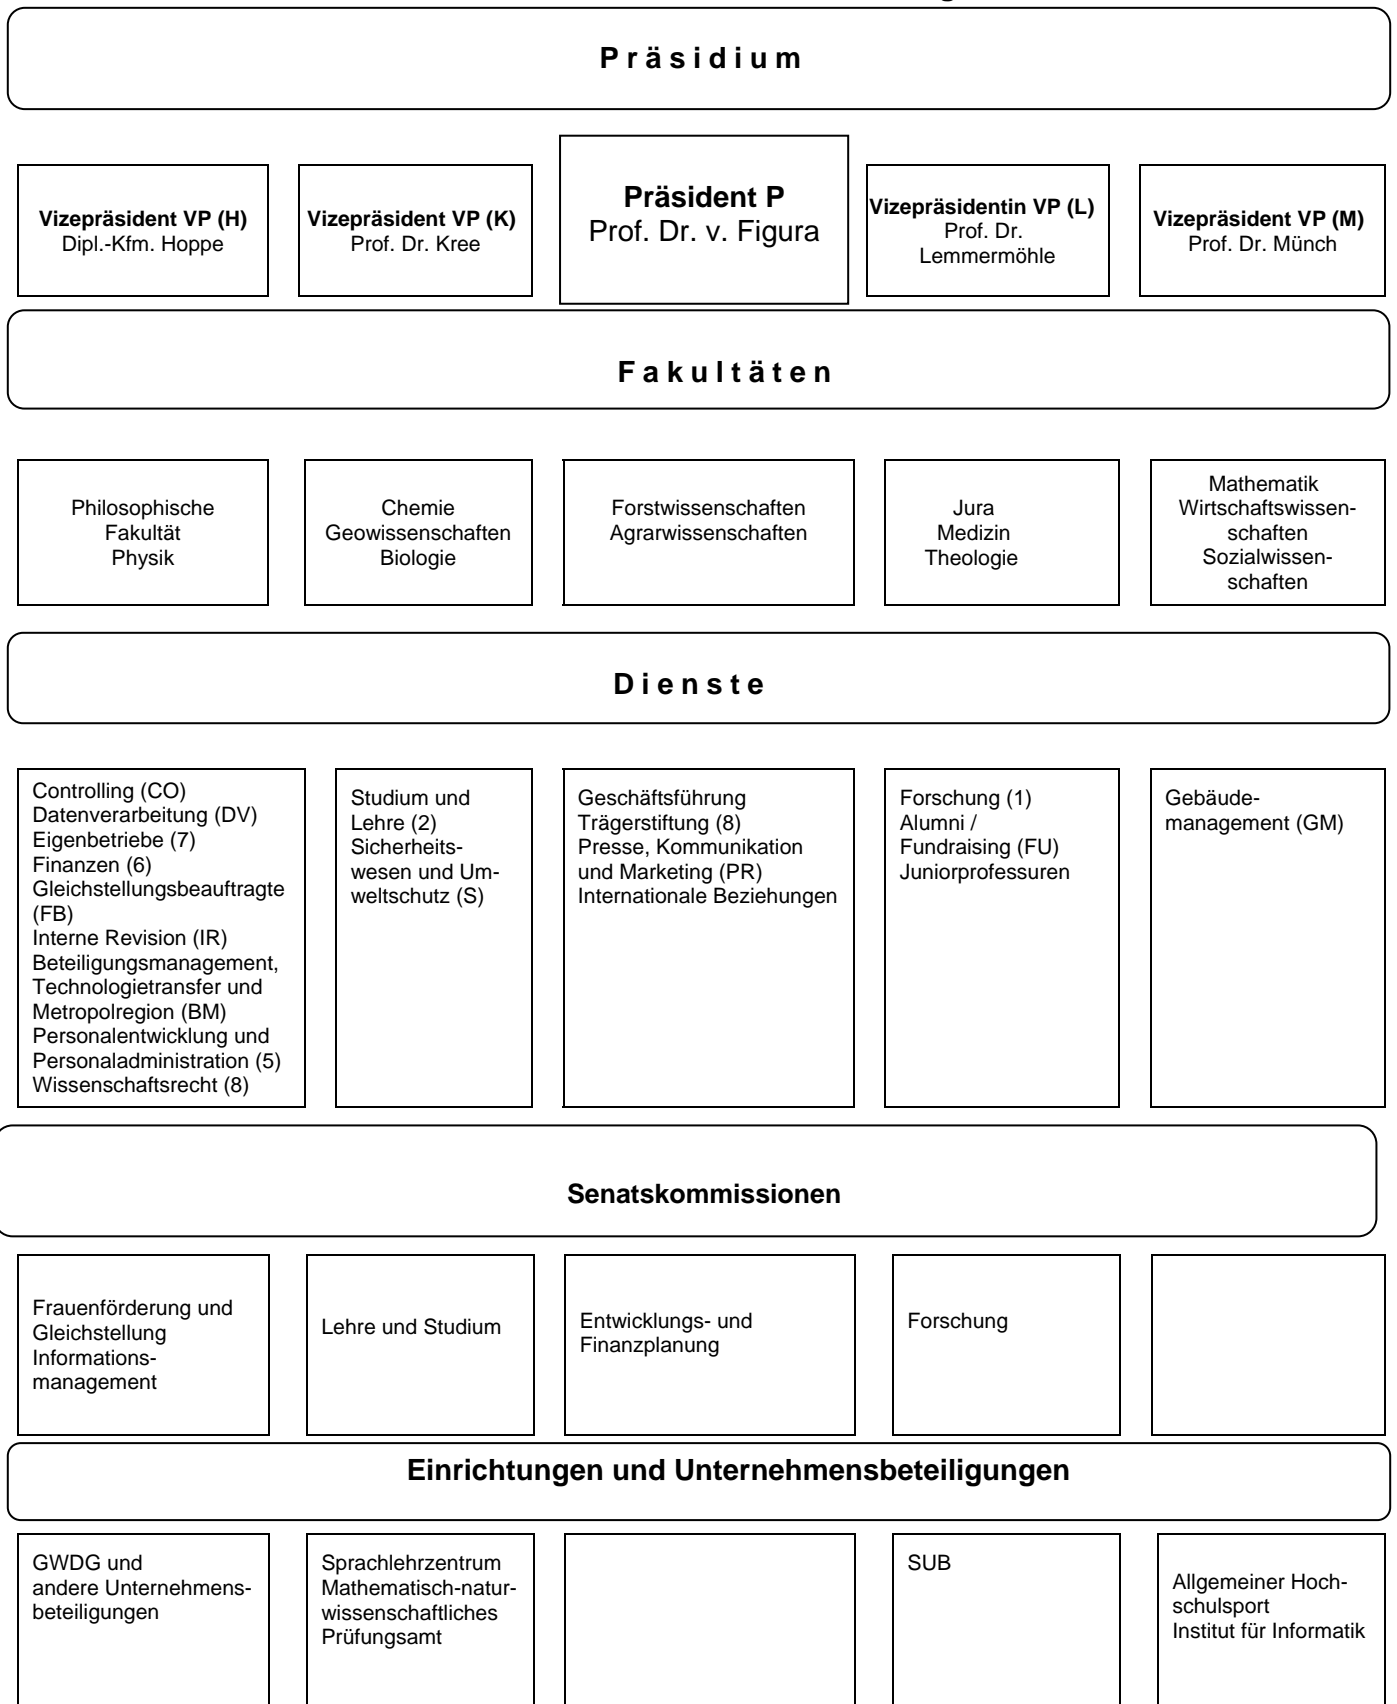 P r ä s i d i u m
Vizepräsident VP (H)
Dipl.-Kfm. Hoppe
Vizepräsident VP (K)
Prof. Dr. Kree
Präsident P
Prof. Dr. v. Figura
Vizepräsidentin VP (L)
Prof. Dr.
Lemmermöhle
Vizepräsident VP (M)
Prof. Dr. Münch
F a k u l t ä t e n
Philosophische
Fakultät
Physik
Chemie
Geowissenschaften
Biologie
Forstwissenschaften
Agrarwissenschaften
Jura
Medizin
Theologie
Mathematik
Wirtschaftswissen-
schaften
Sozialwissen-
schaften
D i e n s t e
Controlling (CO)
Datenverarbeitung (DV)
Eigenbetriebe (7)
Finanzen (6)
Gleichstellungsbeauftragte
(FB)
Interne Revision (IR)
Beteiligungsmanagement,
Technologietransfer und
Metropolregion (BM)
Personalentwicklung und
Personaladministration (5)
Wissenschaftsrecht (8)
Studium und
Lehre (2)
Sicherheits-
wesen und Um-
weltschutz (S)
Geschäftsführung
Trägerstiftung (8)
Presse, Kommunikation
und Marketing (PR)
Internationale Beziehungen
Forschung (1)
Alumni /
Fundraising (FU)
Juniorprofessuren
Gebäude-
management (GM)
Senatskommissionen
Frauenförderung und
Gleichstellung
Informations-
management
Lehre und Studium
Entwicklungs- und
Finanzplanung
Forschung
Einrichtungen und Unternehmensbeteiligungen
GWDG und
andere Unternehmens-
beteiligungen
Sprachlehrzentrum
Mathematisch-natur-
wissenschaftliches
Prüfungsamt
SUB
Allgemeiner Hoch-
schulsport
Institut für Informatik